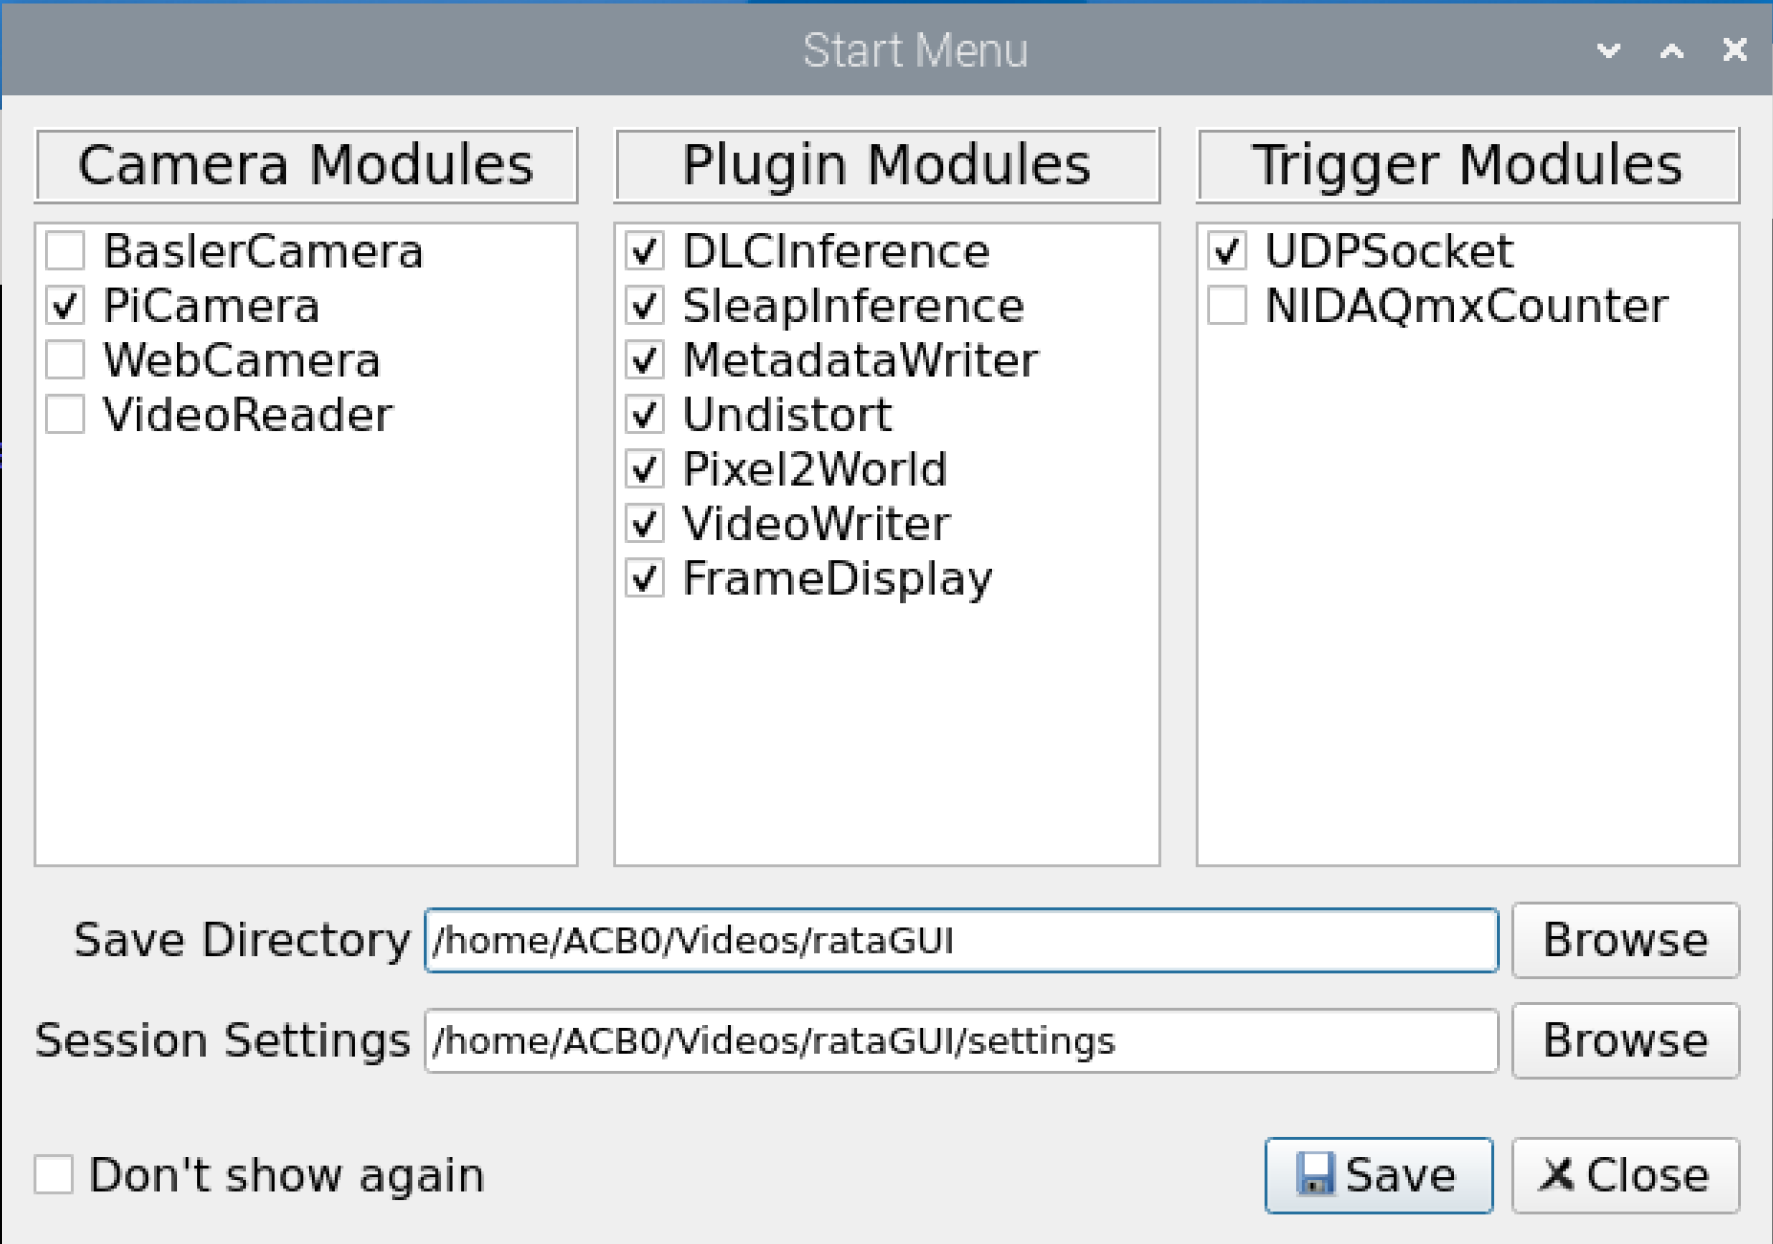 Start Menu
Camera Modules
BaslerCamera
PiCamera
WebCamera
VideoReader
Plugin Modules
DLCInference
SleapInference
MetadataWriter
Undistort
Pixel2World
VideoWriter
FrameDisplay
Trigger Modules
UDPSocket
NIDAQmxCounter
Save Directory /home/ACB0/Videos/rataGUI Browse
Session Settings /home/ACB0/Videos/rataGUI/settings Browse
Don't show again Save Close